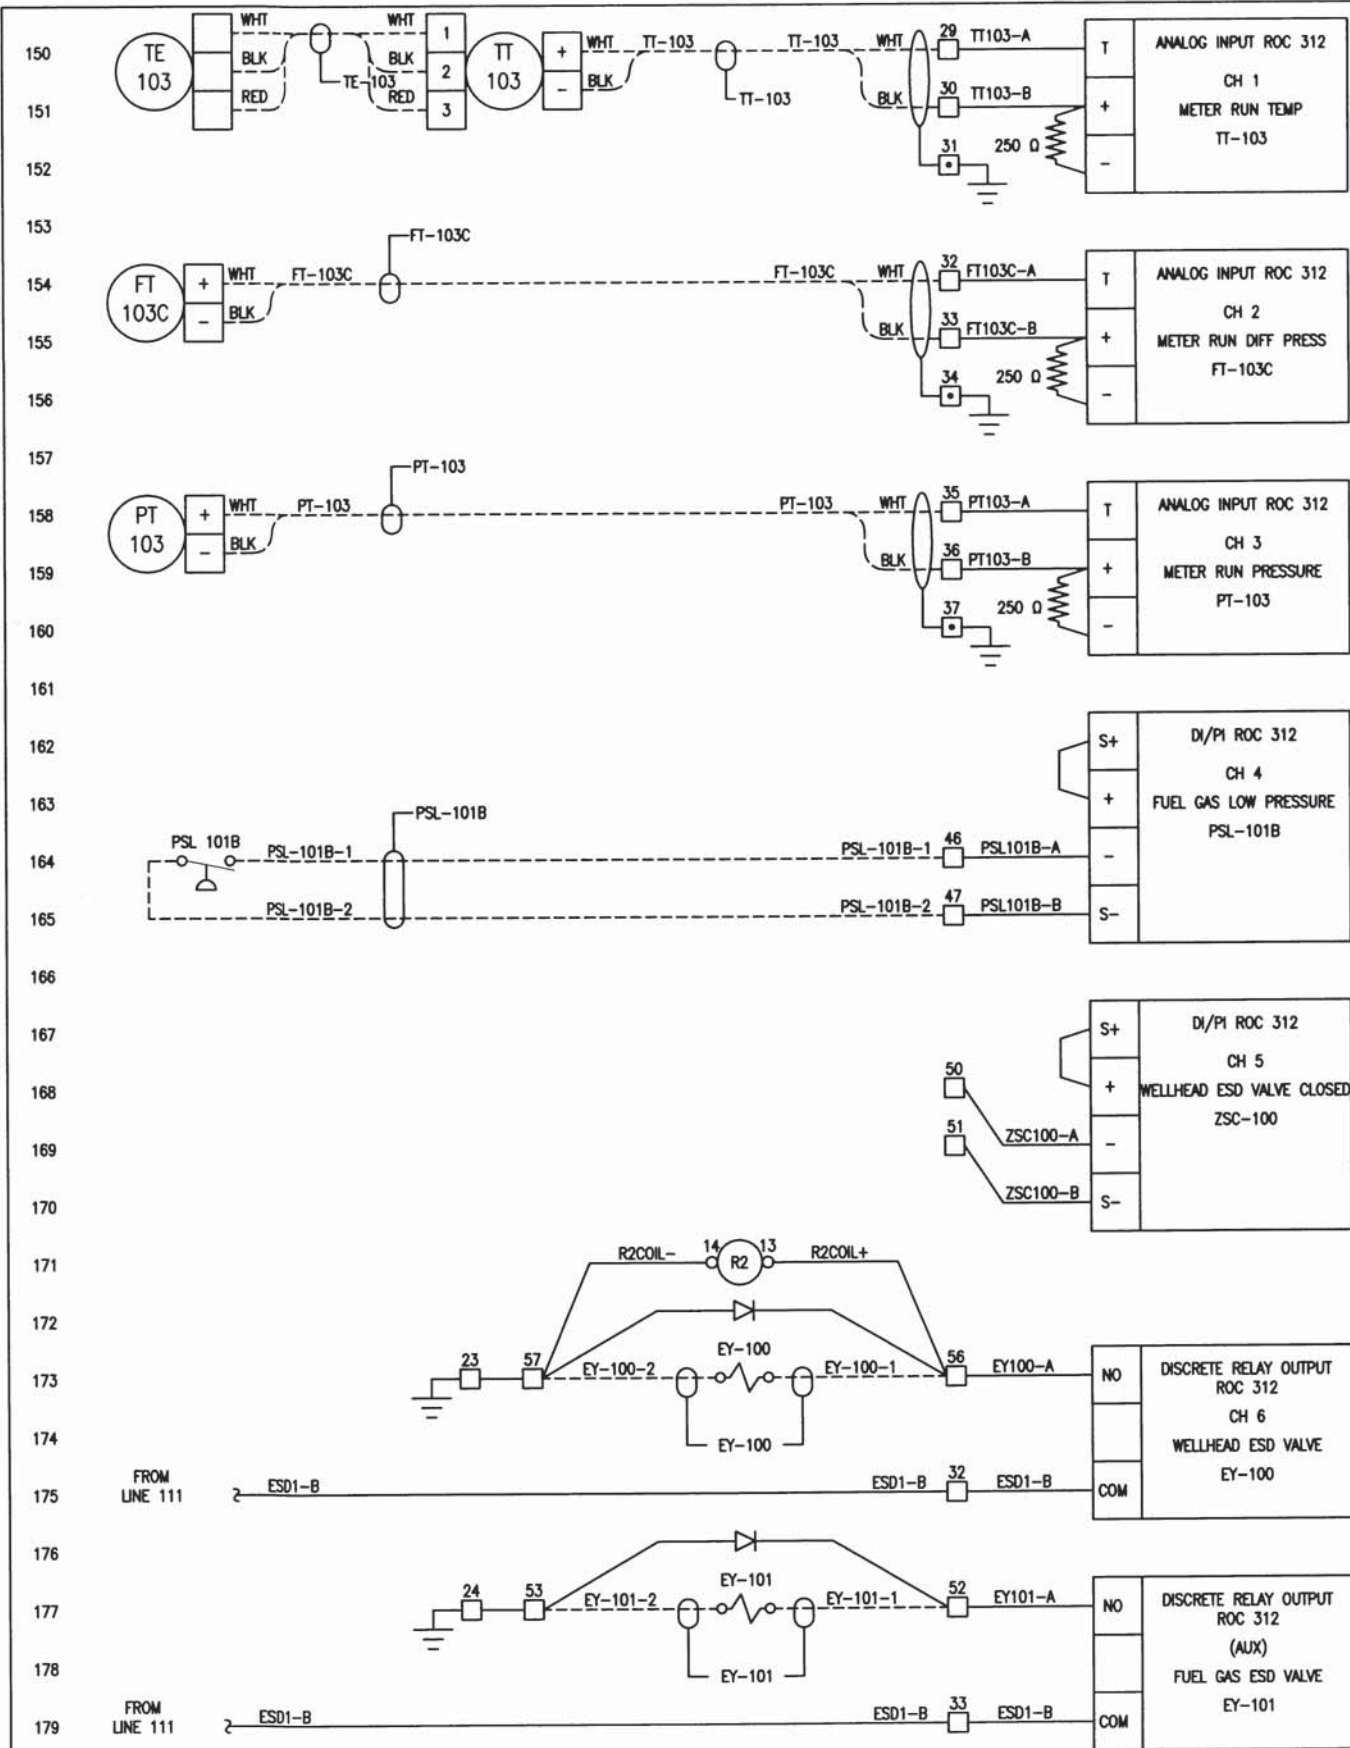 150
TE
103
WHT
BLK
RED
TE-103
WHT
BLK
RED
1
2
3
TT
103
+
-
WHT
BLK
TT-103
TT-103
TT-103
WHT
BLK
29
TT103-A
30
TT103-B
31
250 Ω
T
+
-
ANALOG INPUT ROC 312
CH 1
METER RUN TEMP
TT-103
151
152
153
154
FT
103C
+
-
WHT
BLK
FT-103C
FT-103C
FT-103C
WHT
BLK
32
FT103C-A
33
FT103C-B
34
250 Ω
T
+
-
ANALOG INPUT ROC 312
CH 2
METER RUN DIFF PRESS
FT-103C
155
156
157
158
PT
103
+
-
WHT
BLK
PT-103
PT-103
PT-103
WHT
BLK
35
PT103-A
36
PT103-B
37
250 Ω
T
+
-
ANALOG INPUT ROC 312
CH 3
METER RUN PRESSURE
PT-103
159
160
161
162
S+
+
-
S-
DI/PI ROC 312
CH 4
FUEL GAS LOW PRESSURE
PSL-101B
163
PSL-101B
164
PSL 101B
PSL-101B-1
PSL-101B-1
46
PSL101B-A
165
PSL-101B-2
PSL-101B-2
47
PSL101B-B
166
167
S+
+
-
S-
DI/PI ROC 312
CH 5
WELLHEAD ESD VALVE CLOSED
ZSC-100
168
50
169
51
ZSC100-A
170
ZSC100-B
171
R2COIL-
14
R2
13
R2COIL+
172
173
23
57
EY-100-2
EY-100
EY-100-1
56
EY100-A
NO
DISCRETE RELAY OUTPUT
ROC 312
CH 6
WELLHEAD ESD VALVE
EY-100
174
EY-100
175
FROM
LINE 111
ESD1-B
ESD1-B
32
ESD1-B
COM
176
177
24
53
EY-101-2
EY-101
EY-101-1
52
EY101-A
NO
DISCRETE RELAY OUTPUT
ROC 312
(AUX)
FUEL GAS ESD VALVE
EY-101
178
EY-101
179
FROM
LINE 111
ESD1-B
ESD1-B
33
ESD1-B
COM